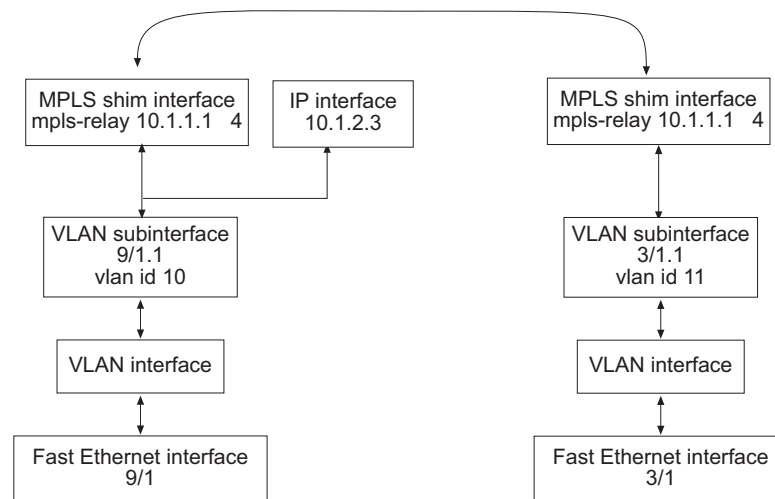 MPLS shim interface
mpls-relay 10.1.1.1 4
IP interface
10.1.2.3
MPLS shim interface
mpls-relay 10.1.1.1 4
VLAN subinterface
9/1.1
vlan id 10
VLAN subinterface
3/1.1
vlan id 11
VLAN interface
VLAN interface
Fast Ethernet interface
9/1
Fast Ethernet interface
3/1